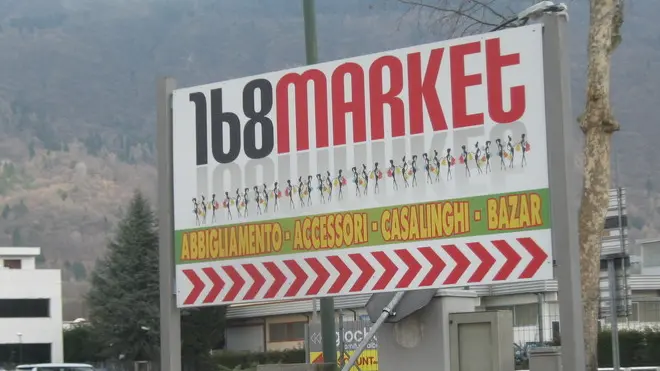 168MARKET
ABBIGLIAMENTO - ACCESSORI - CASALINGHI - BAZAR